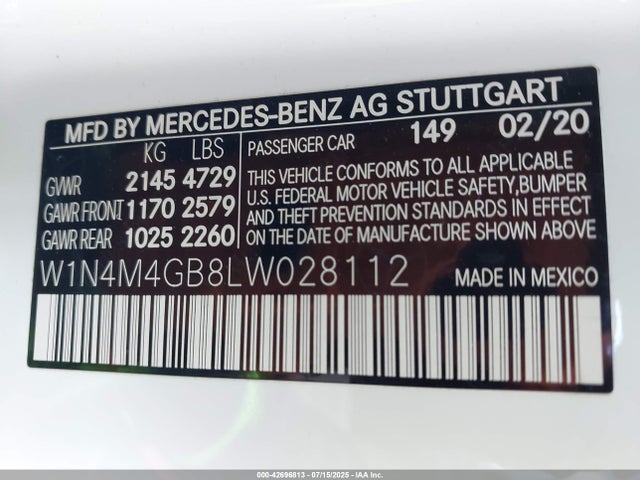 MFD BY MERCEDES-BENZ AG STUTTGART
KG LBS
GVWR 2145 4729
GAWR FRONT 1170 2579
GAWR REAR 1025 2260
PASSENGER CAR 149 02/20
THIS VEHICLE CONFORMS TO ALL APPLICABLE
U.S. FEDERAL MOTOR VEHICLE SAFETY,BUMPER
AND THEFT PREVENTION STANDARDS IN EFFECT
ON DATE OF MANUFACTURE SHOWN ABOVE
W1N4M4GB8LW028112 MADE IN MEXICO
000-42696813 - 07/15/2025 - IAA Inc.